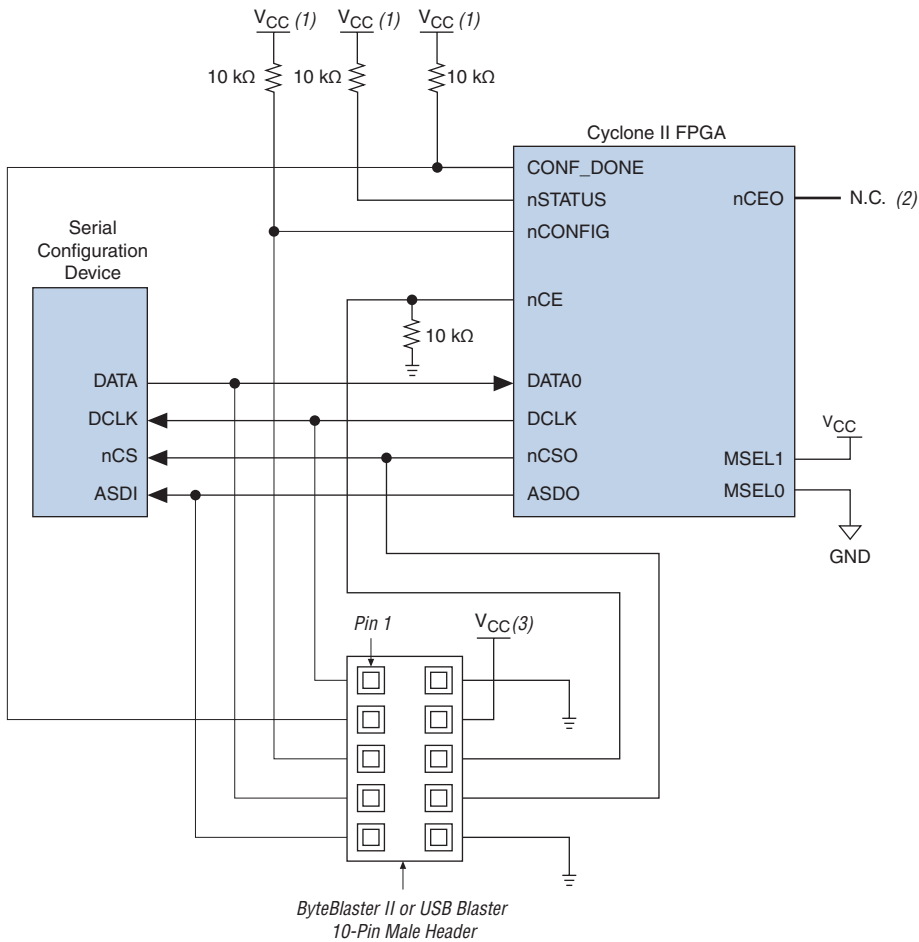 VCC (1) VCC (1) VCC (1)
10 kΩ 10 kΩ 10 kΩ
Cyclone II FPGA
CONF_DONE
nSTATUS
nCEO
N.C. (2)
nCONFIG
Serial
Configuration
Device
nCE
10 kΩ
DATA
DATA0
DCLK
DCLK
VCC
nCS
nCSO
MSEL1
ASDI
ASDO
MSEL0
GND
Pin 1
VCC (3)
ByteBlaster II or USB Blaster
10-Pin Male Header